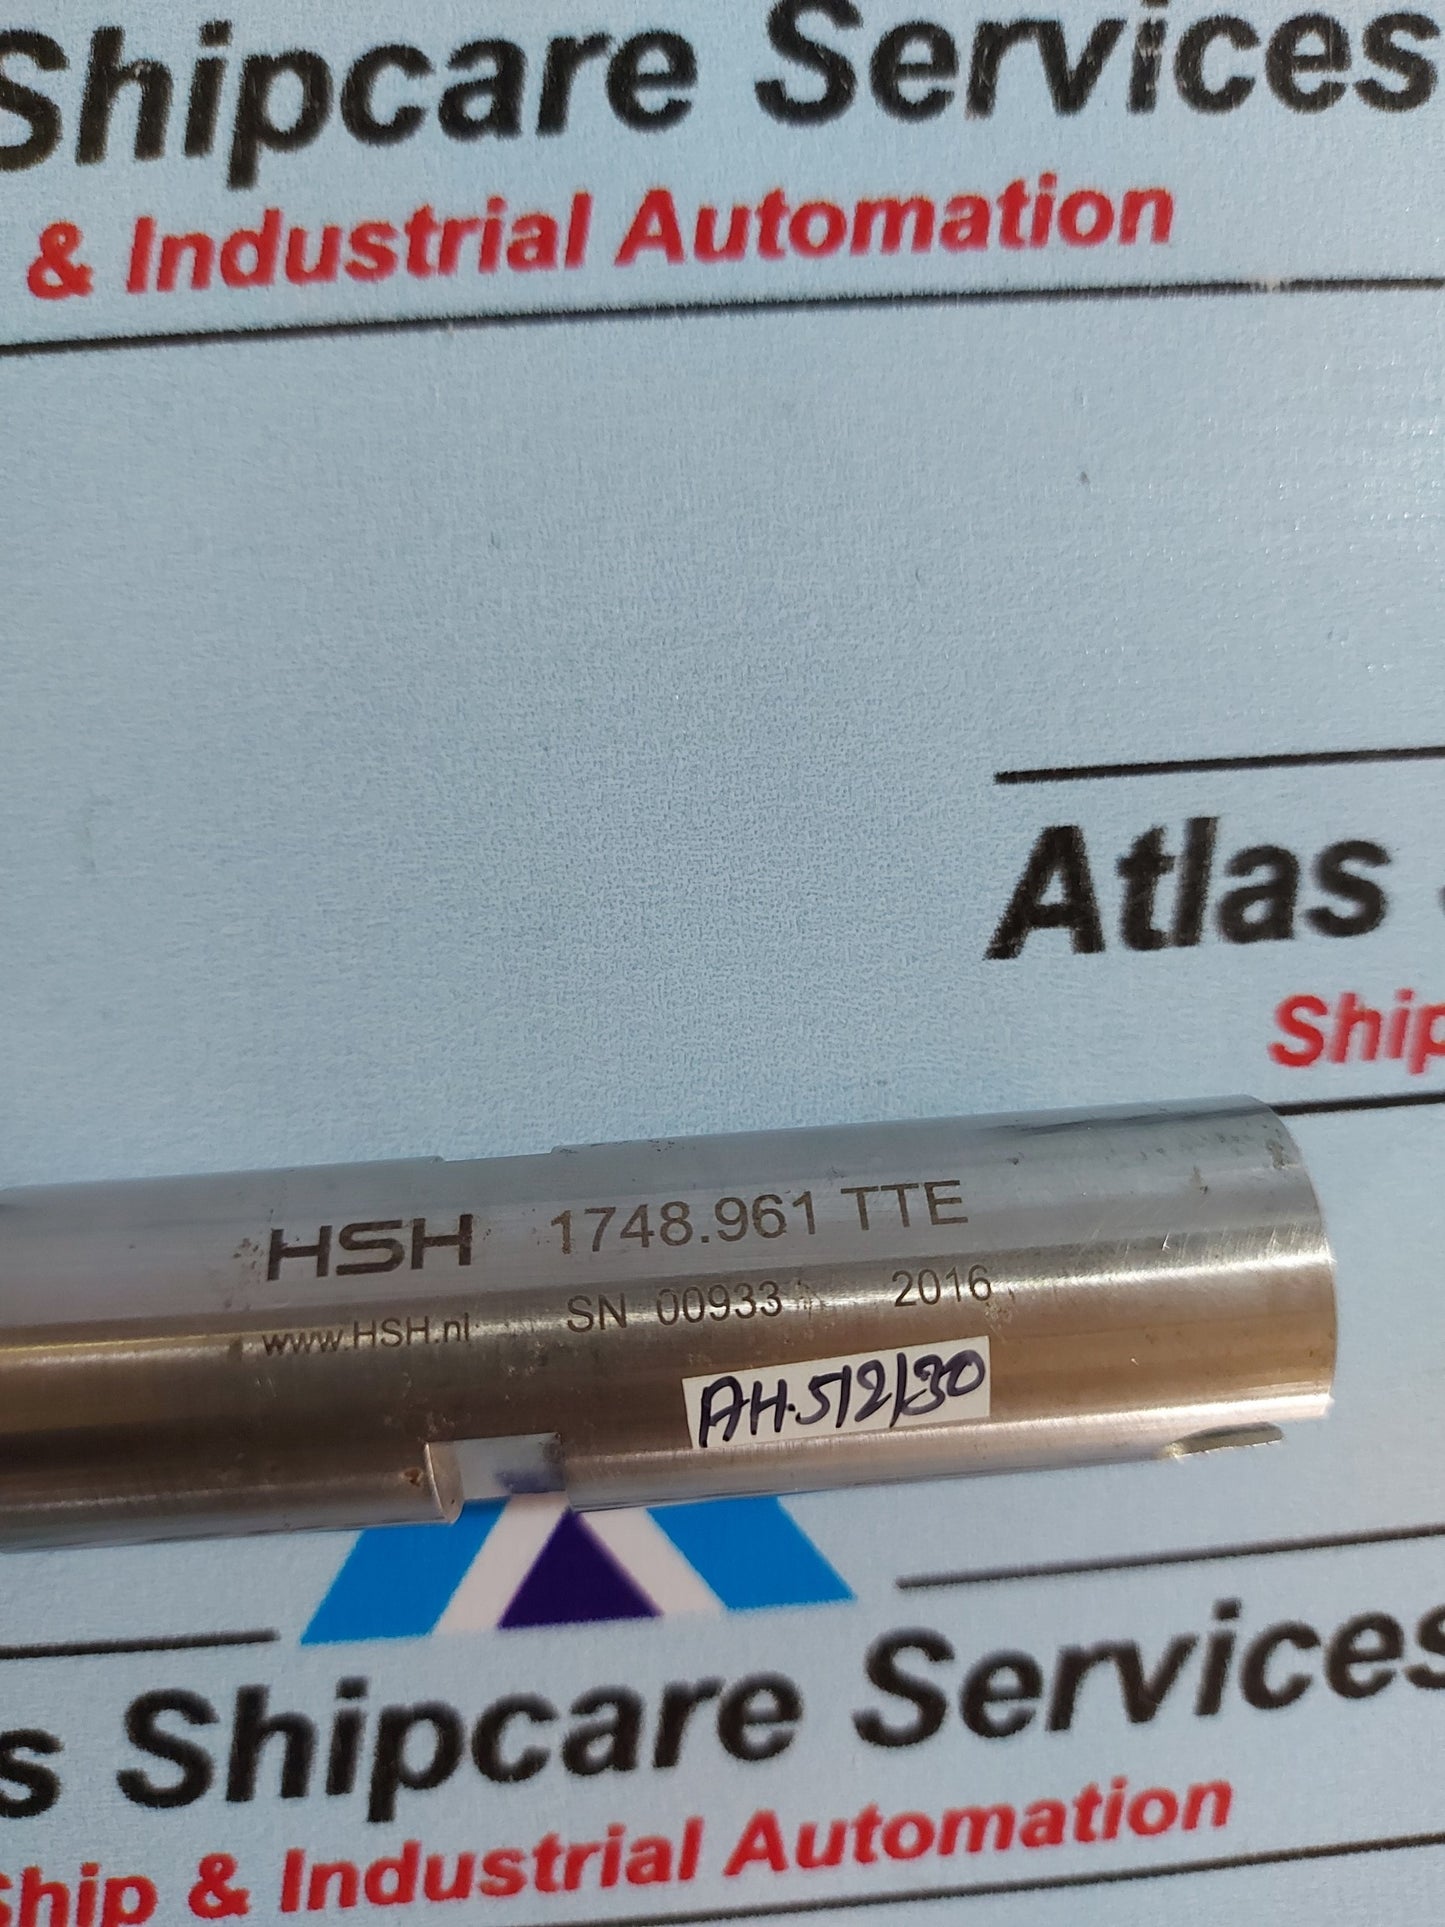 Shipcare Services
& Industrial Automation
Atlas
Ship
HSH 1748.961 TTE
www.HSH.nl SN 00933 2016
AH.512/30
s Shipcare Services
Ship & Industrial Automation